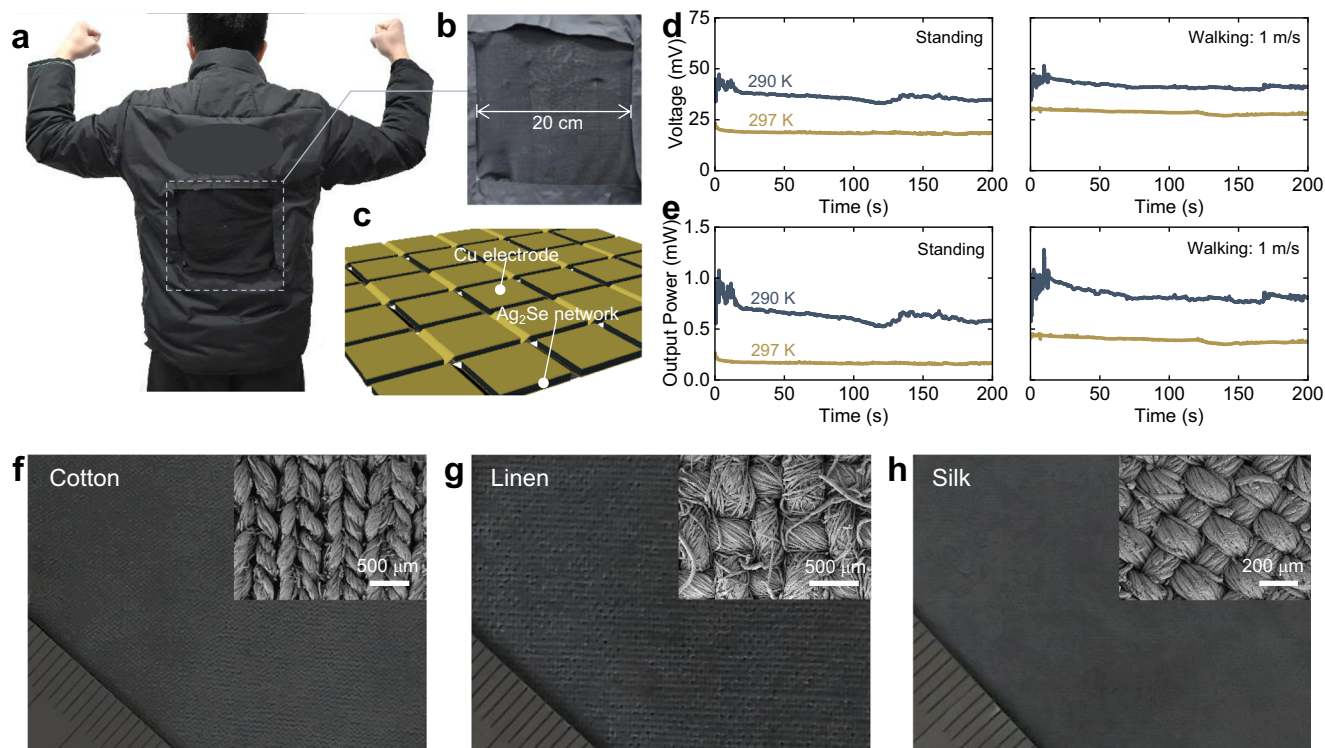 a
b
20 cm
c
Cu electrode
Ag₂Se network
d
Voltage (mV)
75
50
25
0
Standing
290 K
297 K
0 50 100 150 200
Time (s)
Walking: 1 m/s
0 50 100 150 200
Time (s)
e
Output Power (mW)
1.5
1.0
0.5
0.0
Standing
290 K
297 K
0 50 100 150 200
Time (s)
Walking: 1 m/s
0 50 100 150 200
Time (s)
f
Cotton
500 μm
g
Linen
500 μm
h
Silk
200 μm